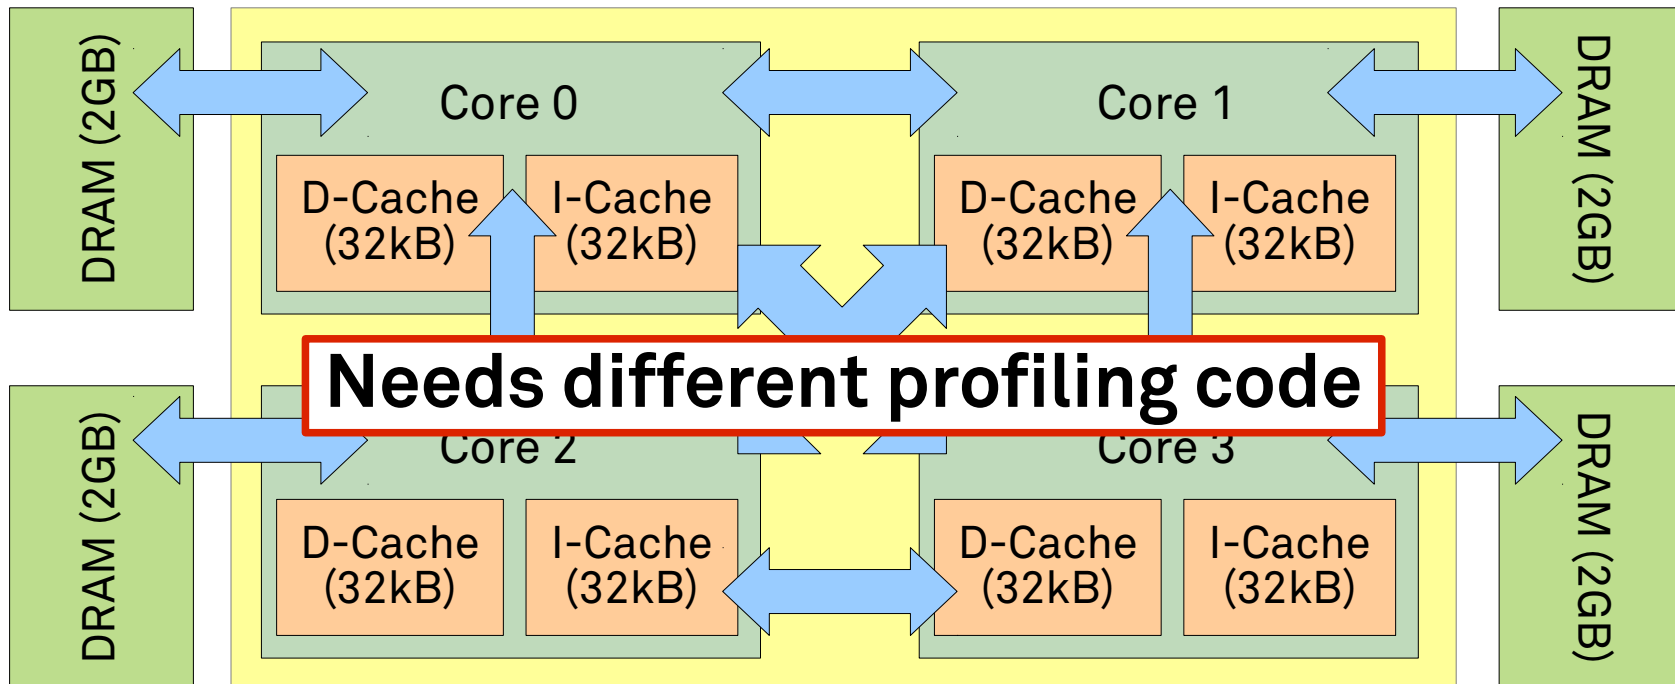 DRAM (2GB)
Core 0
D-Cache
(32kB)
I-Cache
(32kB)
Core 1
D-Cache
(32kB)
I-Cache
(32kB)
DRAM (2GB)
Needs different profiling code
DRAM (2GB)
Core 2
D-Cache
(32kB)
I-Cache
(32kB)
Core 3
D-Cache
(32kB)
I-Cache
(32kB)
DRAM (2GB)